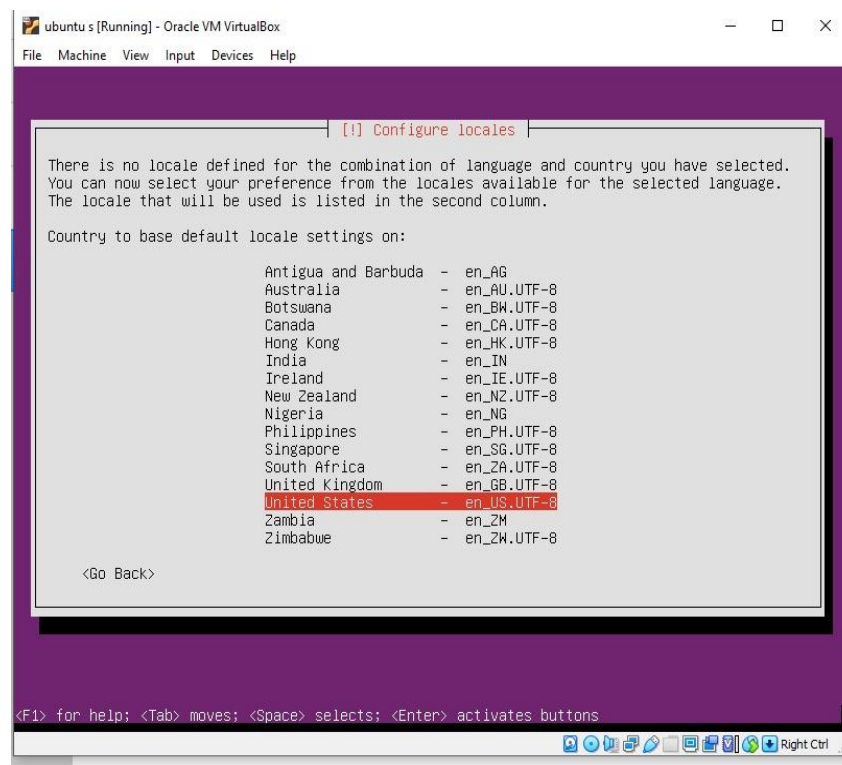 ubuntu s [Running] - Oracle VM VirtualBox
File Machine View Input Devices Help
[!] Configure locales
There is no locale defined for the combination of language and country you have selected.
You can now select your preference from the locales available for the selected language.
The locale that will be used is listed in the second column.
Country to base default locale settings on:
Antigua and Barbuda - en_AG
Australia - en_AU.UTF-8
Botswana - en_BW.UTF-8
Canada - en_CA.UTF-8
Hong Kong - en_HK.UTF-8
India - en_IN
Ireland - en_IE.UTF-8
New Zealand - en_NZ.UTF-8
Nigeria - en_NG
Philippines - en_PH.UTF-8
Singapore - en_SG.UTF-8
South Africa - en_ZA.UTF-8
United Kingdom - en_GB.UTF-8
United States - en_US.UTF-8
Zambia - en_ZM
Zimbabwe - en_ZW.UTF-8
<Go Back>
<F1> for help; <Tab> moves; <Space> selects; <Enter> activates buttons
Right Ctrl